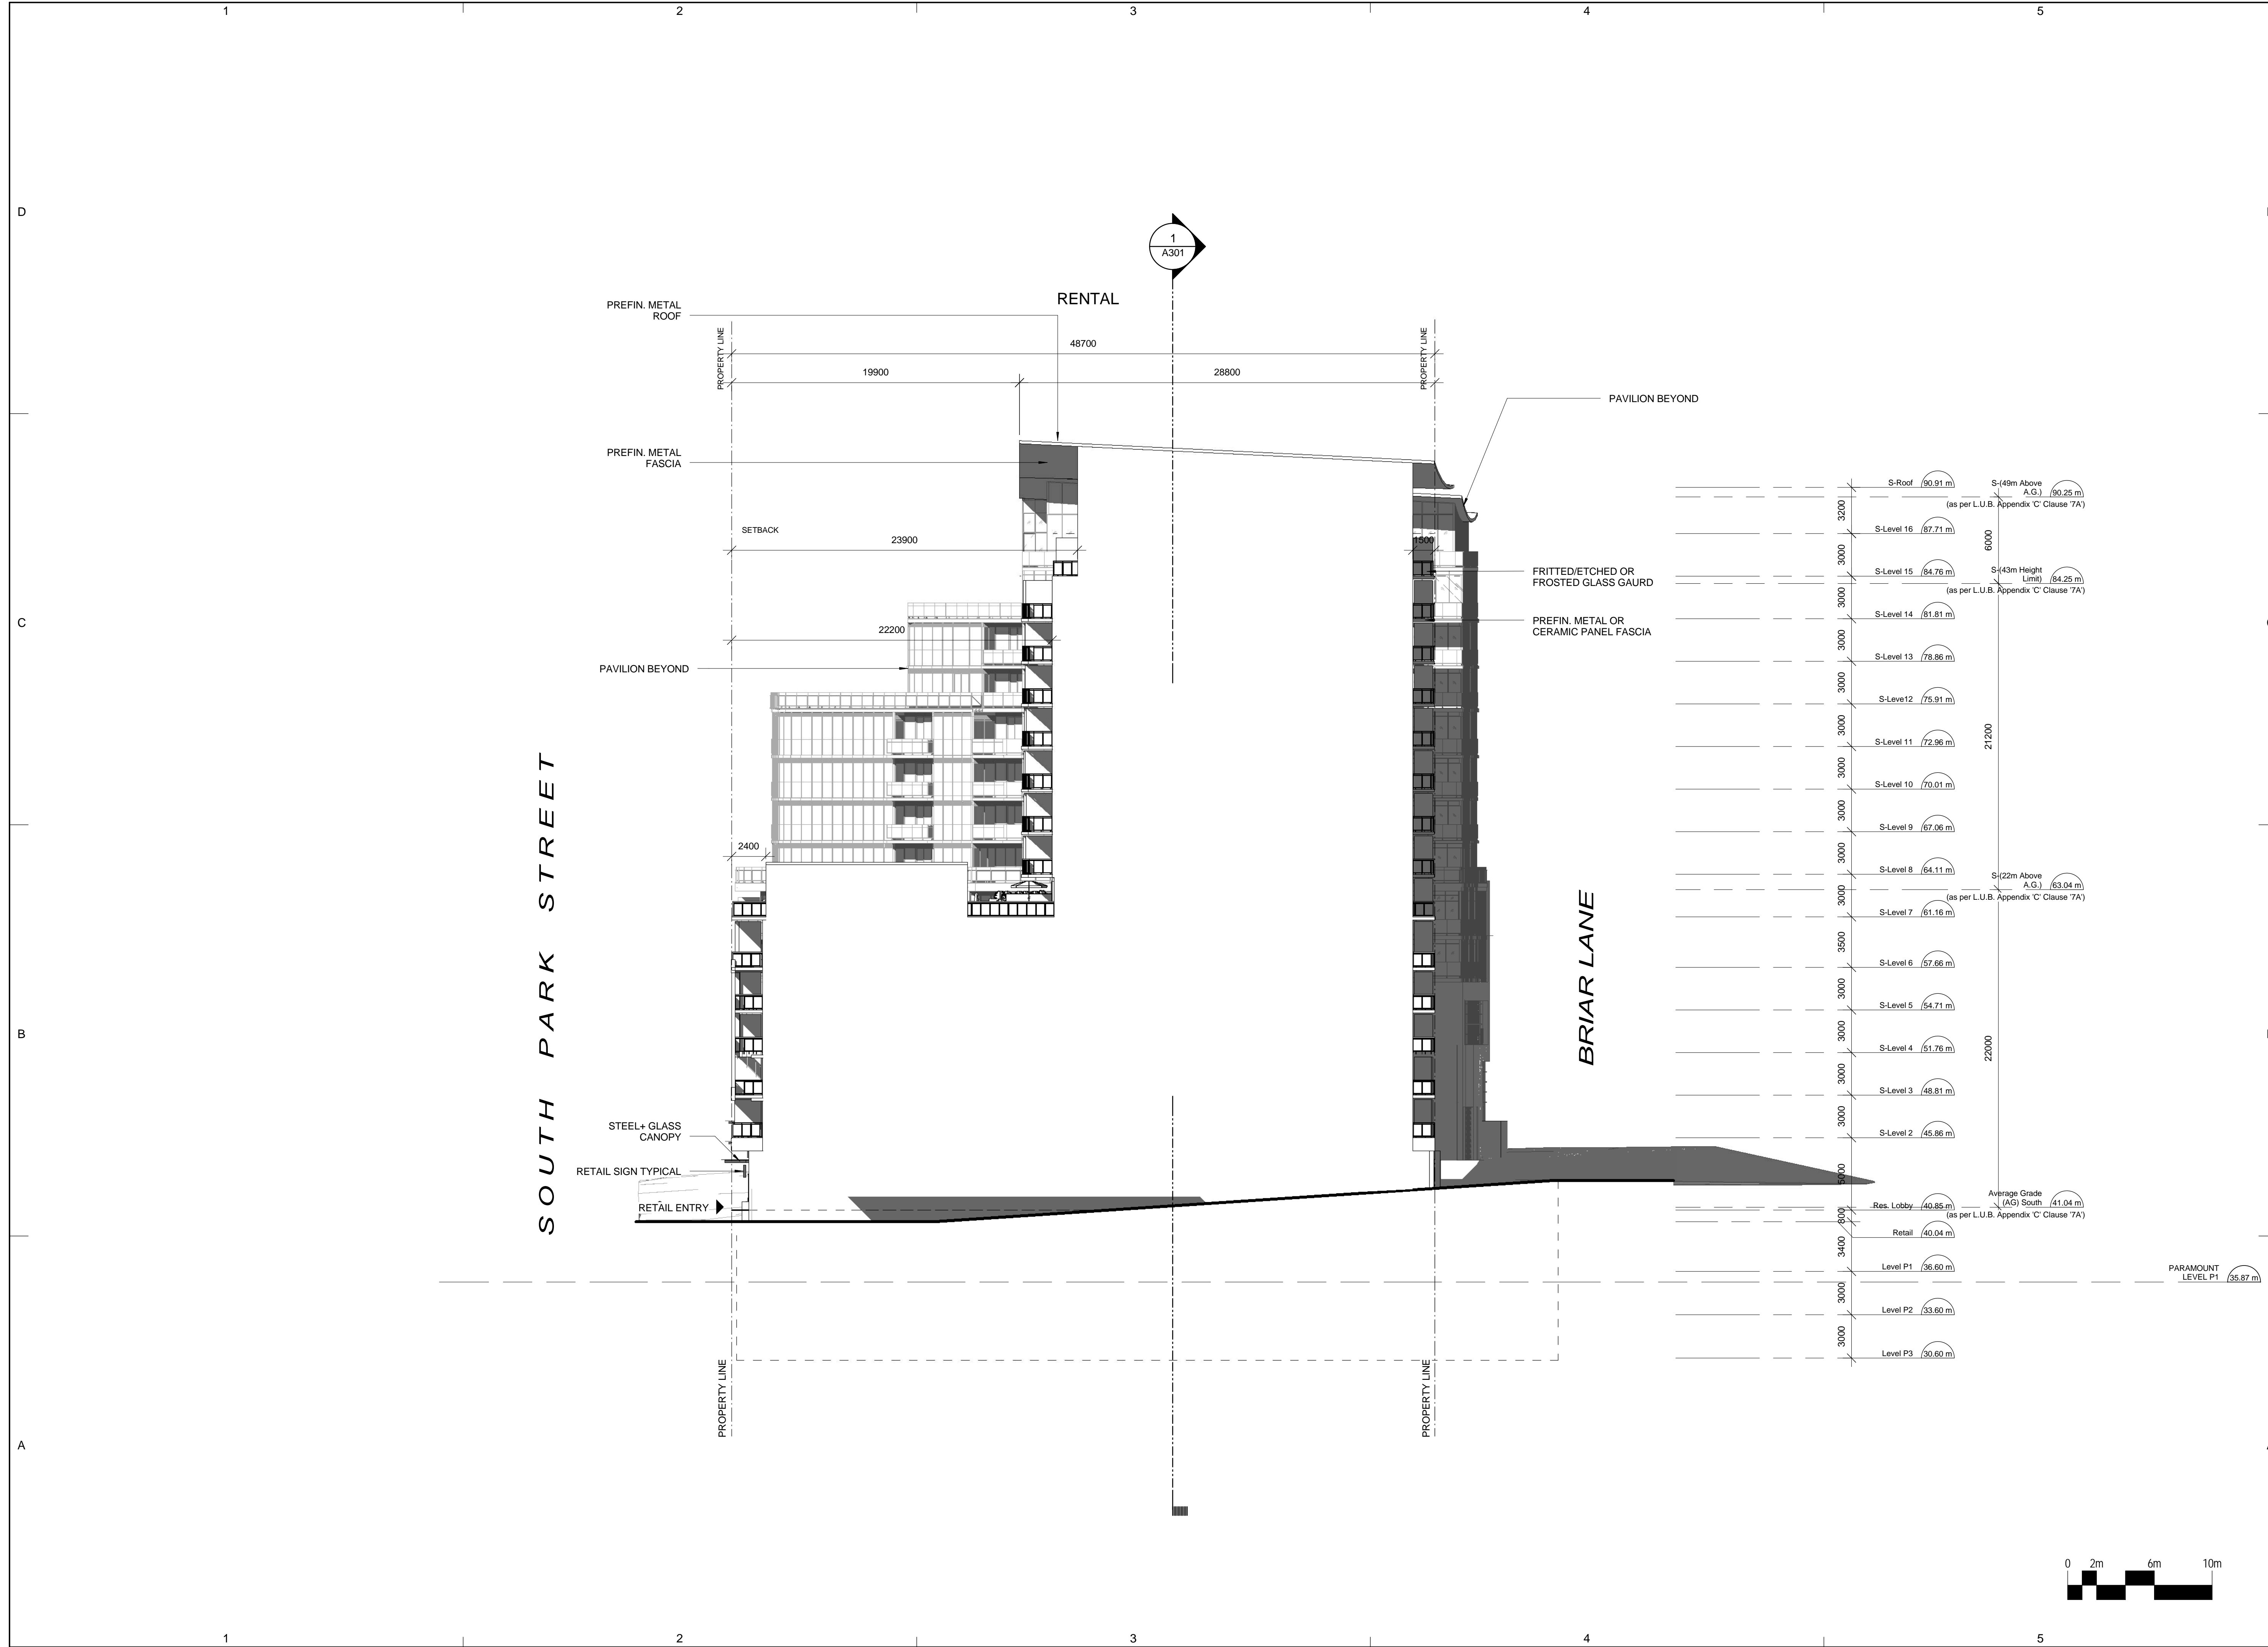 1 2 3 4 5
D
C
B
A
1
A301
RENTAL
PREFIN. METAL
ROOF
PROPERTY LINE
PROPERTY LINE
48700
19900
28800
PAVILION BEYOND
PREFIN. METAL
FASCIA
SETBACK
23900
1500
FRITTED/ETCHED OR
FROSTED GLASS GAURD
22200
PREFIN. METAL OR
CERAMIC PANEL FASCIA
PAVILION BEYOND
2400
SOUTH PARK STREET
BRIAR LANE
STEEL+ GLASS
CANOPY
RETAIL SIGN TYPICAL
RETAIL ENTRY
PROPERTY LINE
PROPERTY LINE
S-Roof 90.91 m
3200
S-Level 16 87.71 m
3000
S-Level 15 84.76 m
3000
S-Level 14 81.81 m
3000
S-Level 13 78.86 m
3000
S-Leve12 75.91 m
3000
S-Level 11 72.96 m
3000
S-Level 10 70.01 m
3000
S-Level 9 67.06 m
3000
S-Level 8 64.11 m
3000
S-Level 7 61.16 m
3500
S-Level 6 57.66 m
3000
S-Level 5 54.71 m
3000
S-Level 4 51.76 m
3000
S-Level 3 48.81 m
3000
S-Level 2 45.86 m
5000
Res. Lobby 40.85 m
800
Retail 40.04 m
3400
Level P1 36.60 m
3000
Level P2 33.60 m
3000
Level P3 30.60 m
S-(49m Above
A.G.) 90.25 m
(as per L.U.B. Appendix 'C' Clause '7A')
6000
S-(43m Height
Limit) 84.25 m
(as per L.U.B. Appendix 'C' Clause '7A')
21200
S-(22m Above
A.G.) 63.04 m
(as per L.U.B. Appendix 'C' Clause '7A')
22000
Average Grade
(AG) South 41.04 m
(as per L.U.B. Appendix 'C' Clause '7A')
PARAMOUNT
LEVEL P1 35.87 m
0 2m 6m 10m
1 2 3 4 5